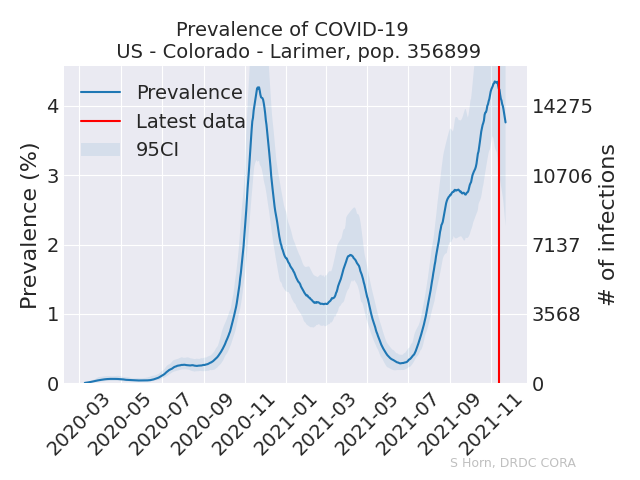 Prevalence of COVID-19
US - Colorado - Larimer, pop. 356899
Prevalence
Latest data
95CI
Prevalence (%)
4
3
2
1
0
14275
10706
7137
3568
0
# of infections
2020-03
2020-05
2020-07
2020-09
2020-11
2021-01
2021-03
2021-05
2021-07
2021-09
2021-11
S Horn, DRDC CORA